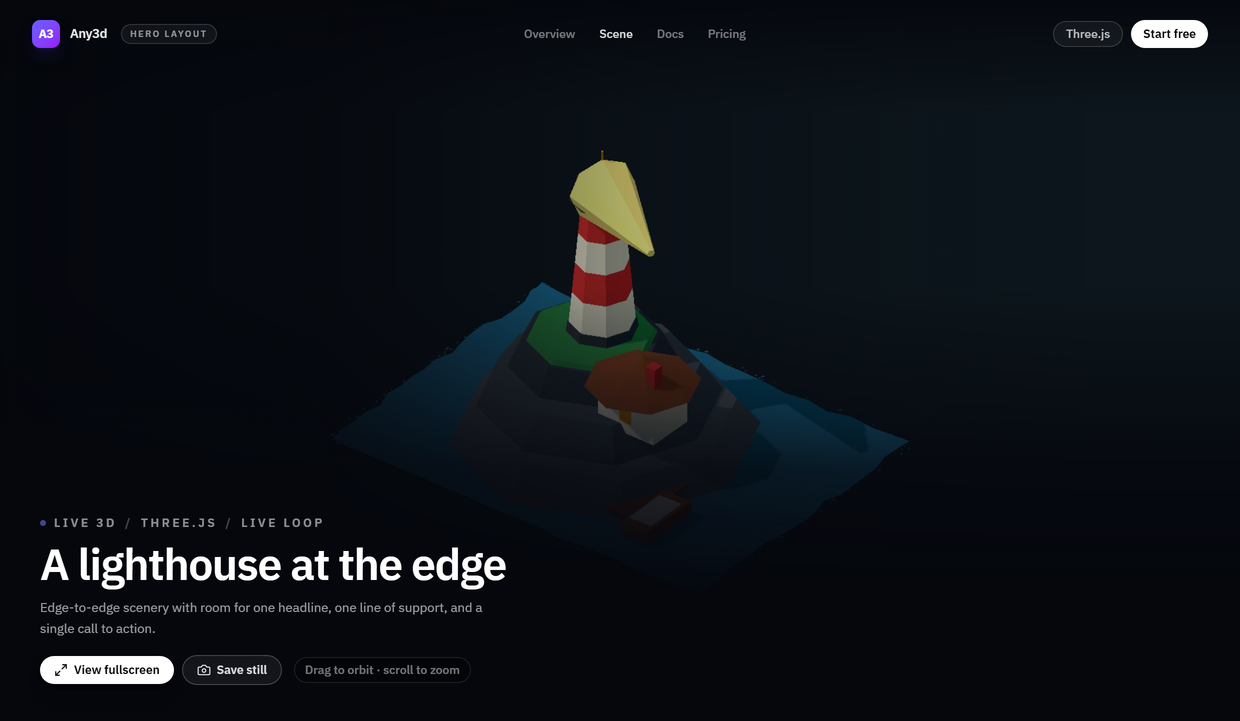 A3 Any3d HERO LAYOUT Overview Scene Docs Pricing Three.js Start free
LIVE 3D / THREE.JS / LIVE LOOP
A lighthouse at the edge
Edge-to-edge scenery with room for one headline, one line of support, and a
single call to action.
View fullscreen Save still Drag to orbit · scroll to zoom